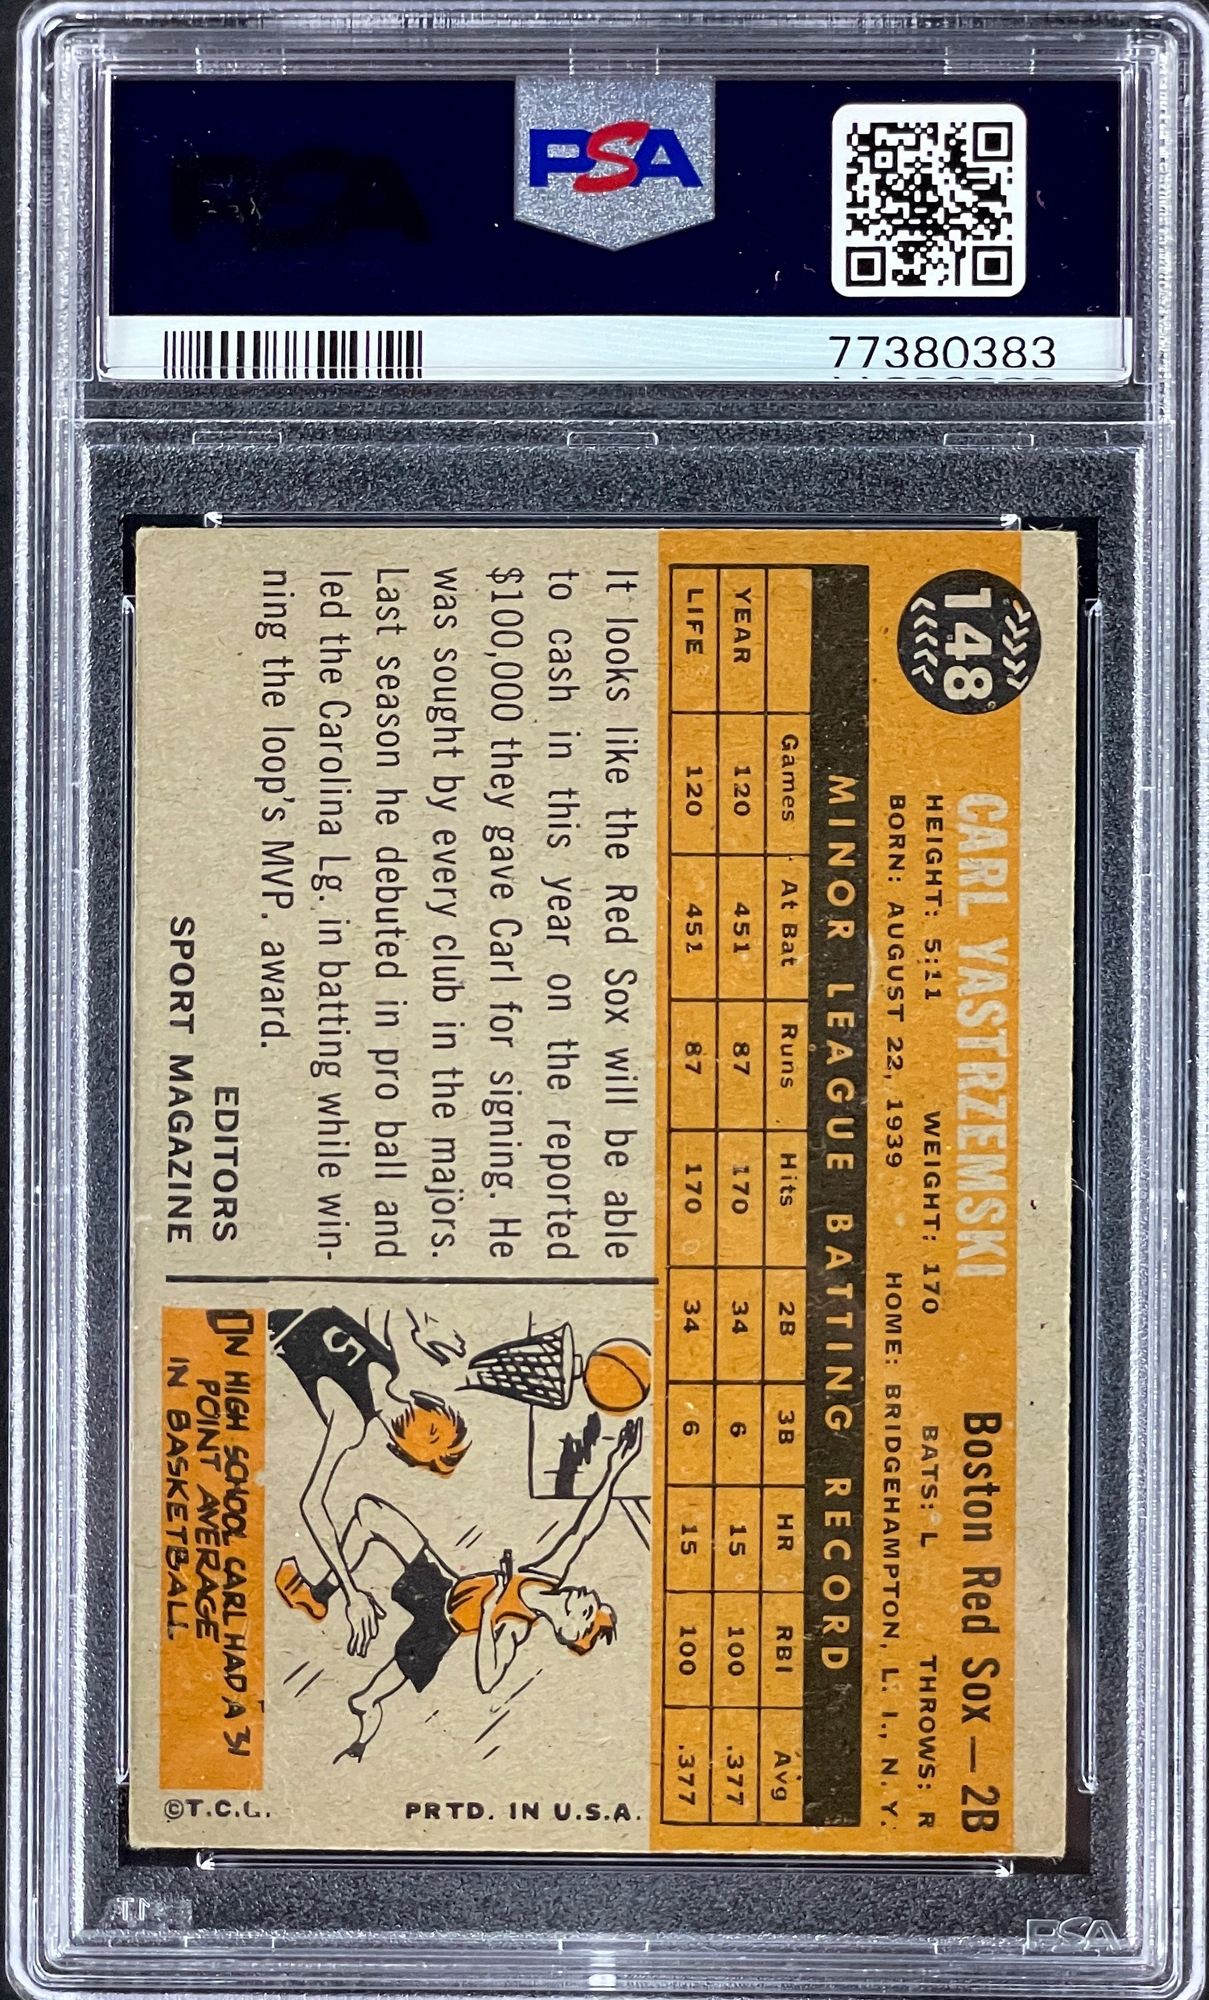 PSA
77380383
148
CARL YASTRZEMSKI
Boston Red Sox — 2B
HEIGHT: 5:11 WEIGHT: 170 BATS: L THROWS: R
BORN: AUGUST 22, 1939 HOME: BRIDGEHAMPTON, L. I., N. Y.
MINOR LEAGUE BATTING RECORD
Games At Bat Runs Hits 2B 3B HR RBI Avg
YEAR 120 451 87 170 34 6 15 100 .377
LIFE 120 451 87 170 34 6 15 100 .377
It looks like the Red Sox will be able
to cash in this year on the reported
$100,000 they gave Carl for signing. He
was sought by every club in the majors.
Last season he debuted in pro ball and
led the Carolina Lg. in batting while win-
ning the loop's MVP. award.
EDITORS
SPORT MAGAZINE
5
IN HIGH SCHOOL CARL HAD A 31
POINT AVERAGE
IN BASKETBALL.
PRTD. IN U.S.A.
©T.C.G.
PSA